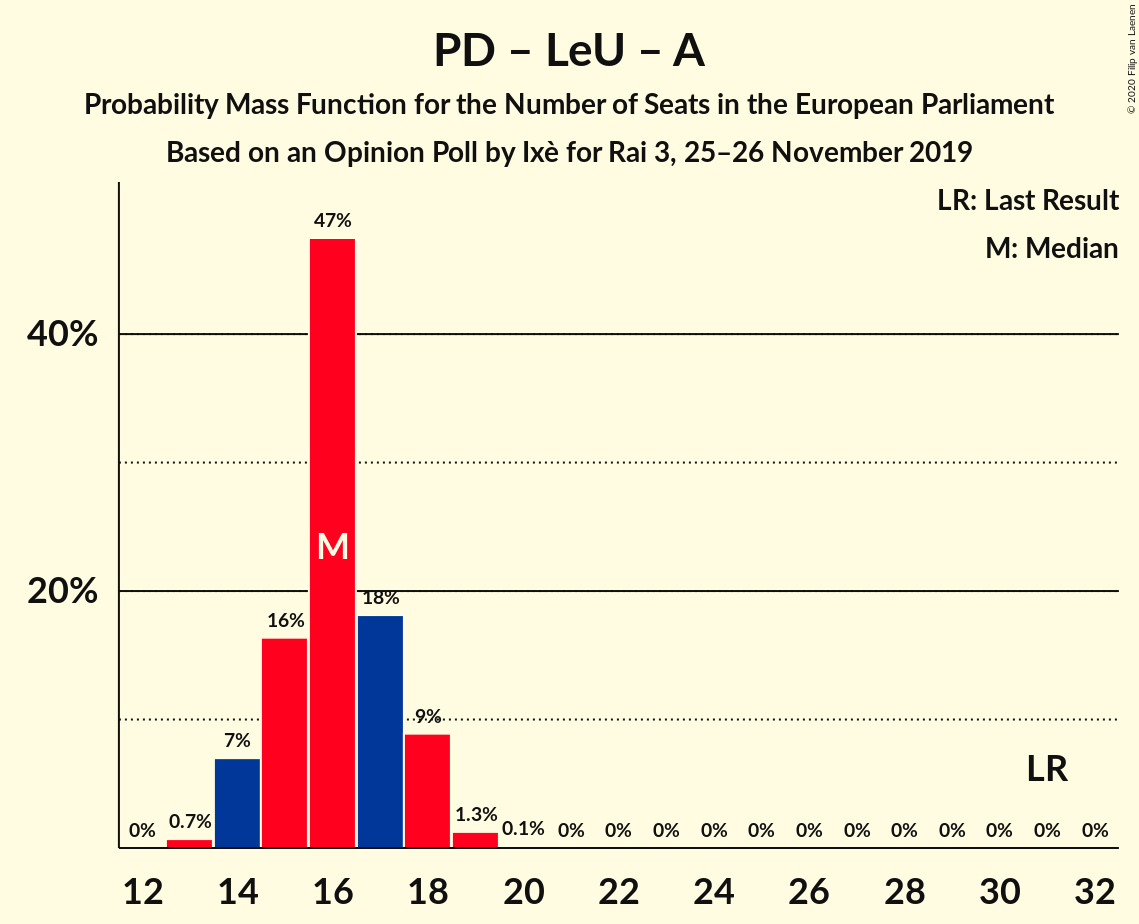 PD – LeU – A
Probability Mass Function for the Number of Seats in the European Parliament
Based on an Opinion Poll by Ixè for Rai 3, 25–26 November 2019
© 2020 Filip van Laenen
LR: Last Result
M: Median
47%
40%
M
20%
18%
16%
9%
7%
LR
0% 0.7% 1.3% 0.1% 0% 0% 0% 0% 0% 0% 0% 0% 0% 0% 0% 0%
12 14 16 18 20 22 24 26 28 30 32